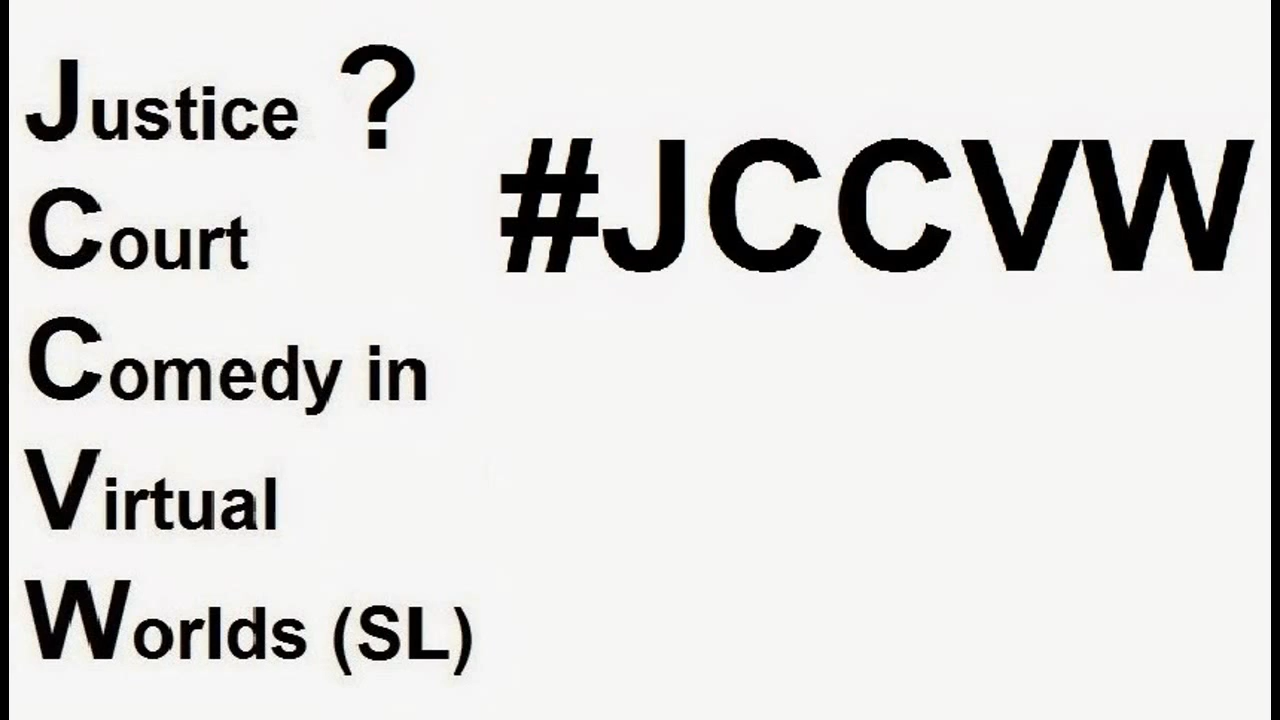 Justice ?
#JCCVW
Court
Comedy in
Virtual
Worlds (SL)